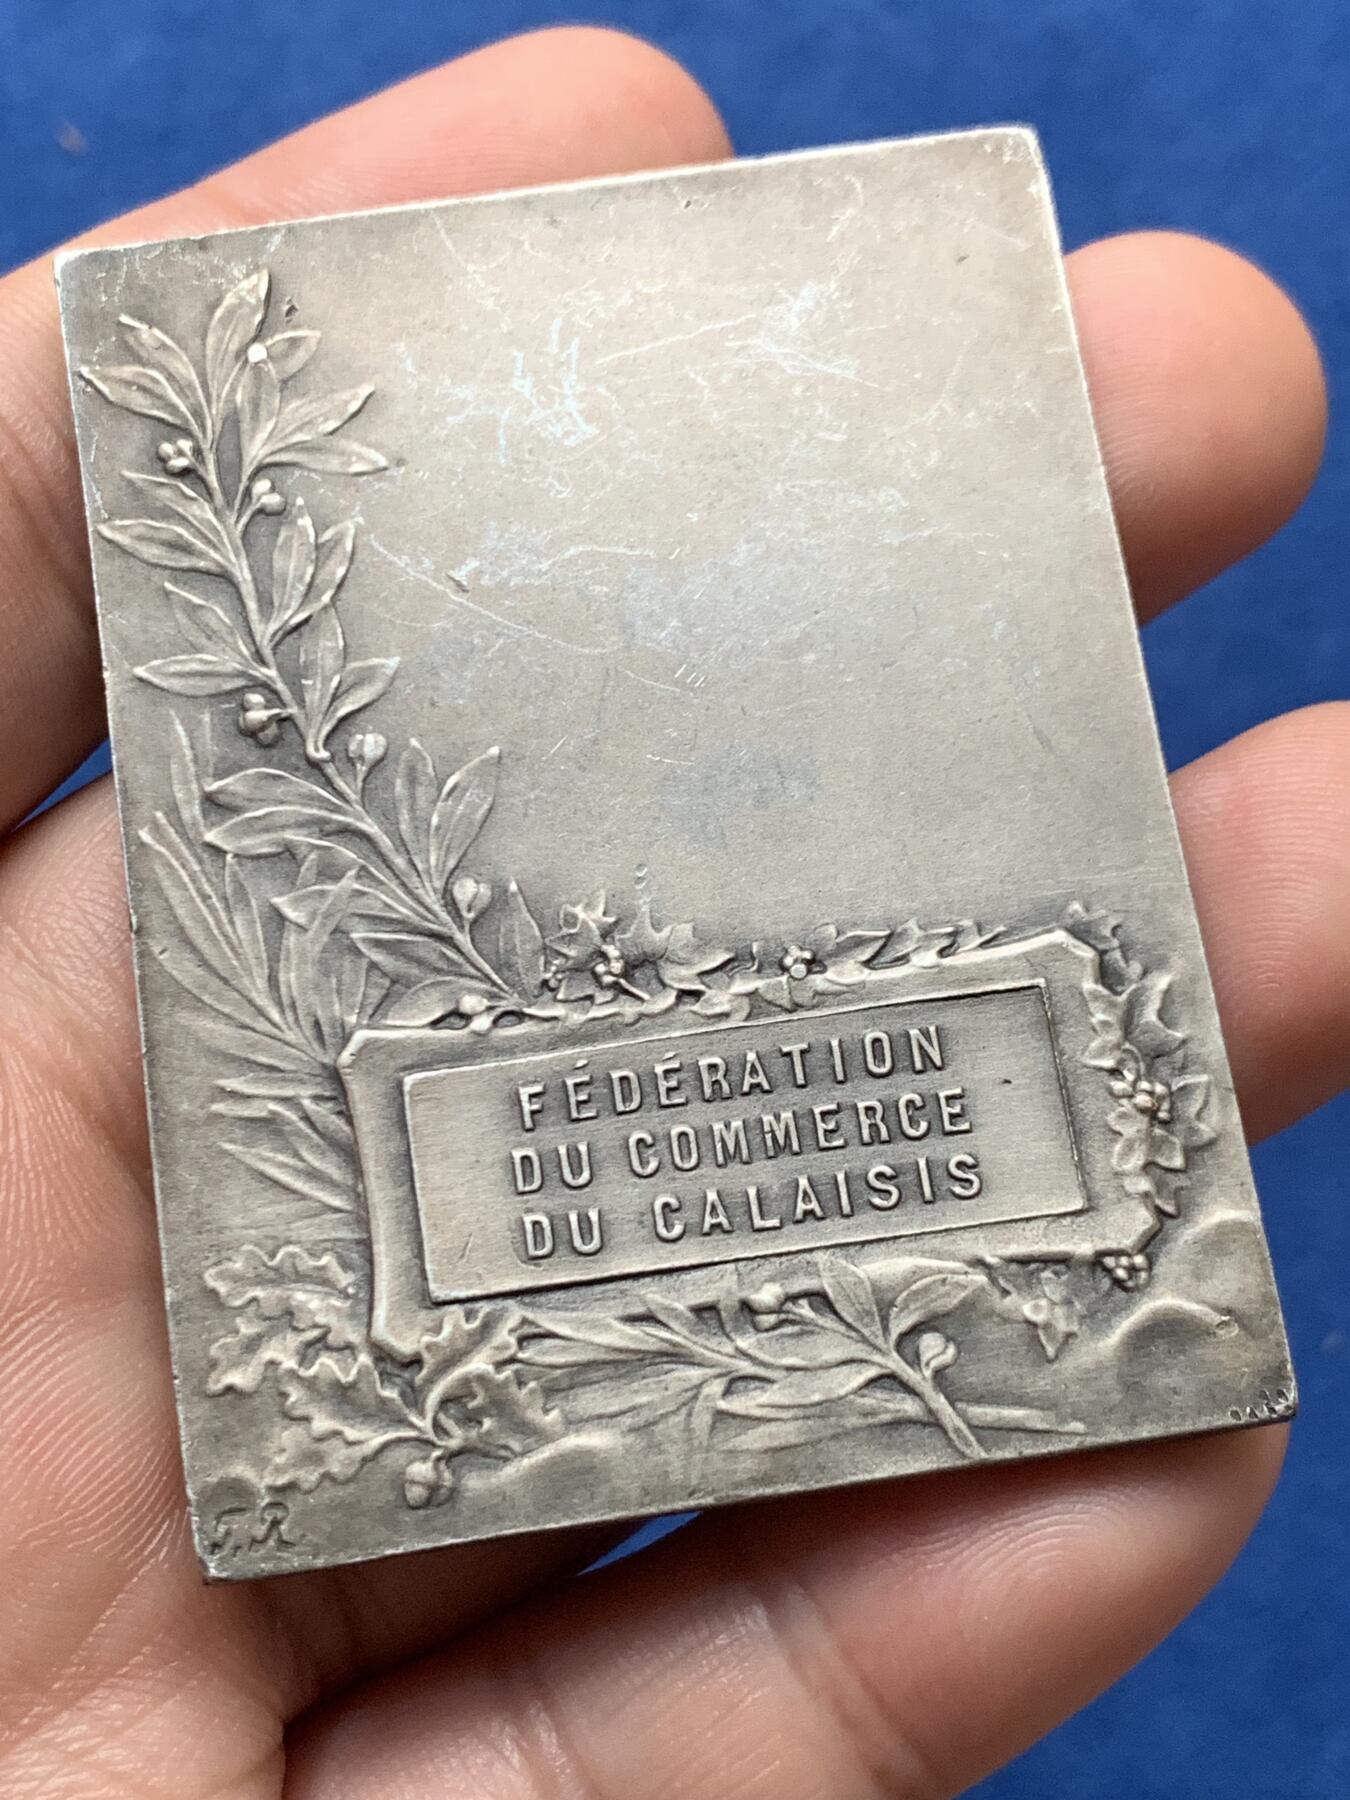 FÉDÉRATION
DU COMMERCE
DU CALAISIS
F.R.